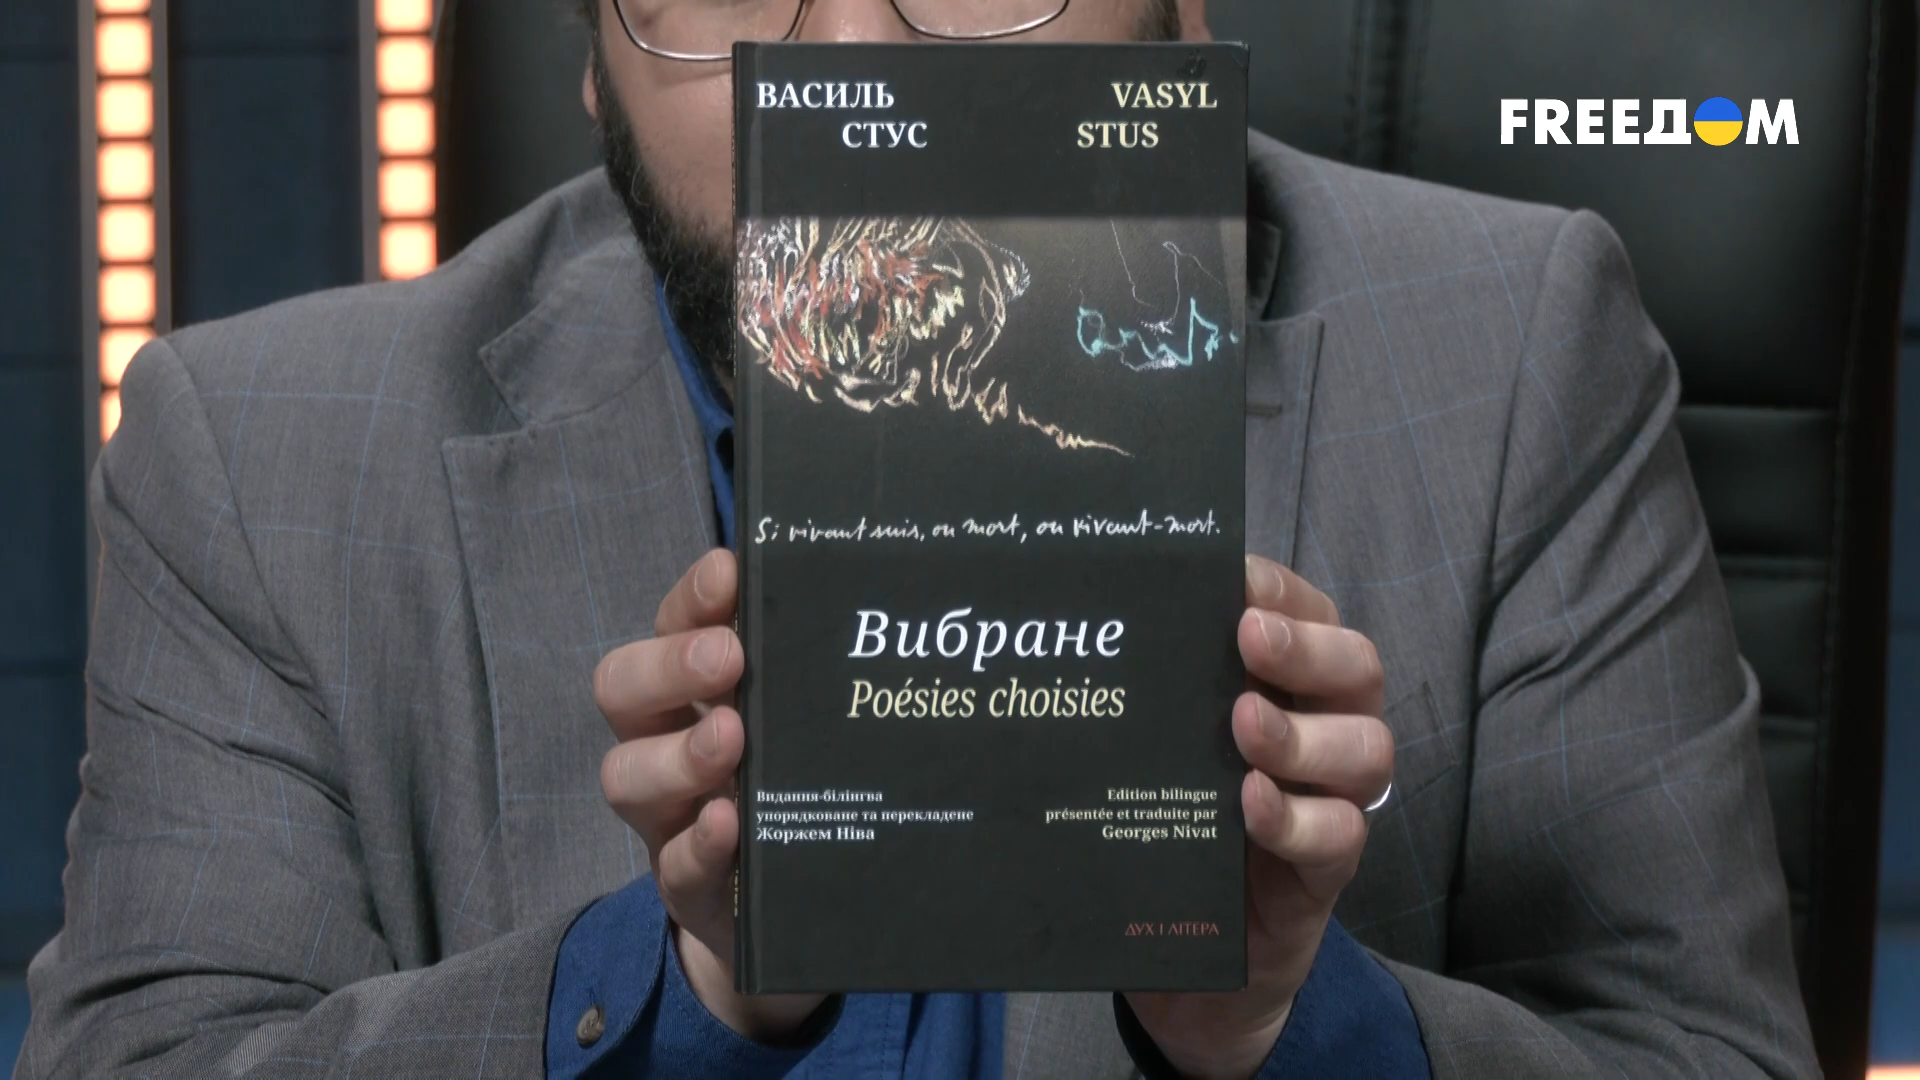 ВАСИЛЬ
СТУС
VASYL
STUS
FREEДOM
Si vivant suis, ou mort, ou vivant-mort.
Вибране
Poésies choisies
Видання-білінгва
упорядковане та перекладене
Жоржем Ніва
Edition bilingue
présentée et traduite par
Georges Nivat
ДУХ І ЛІТЕРА